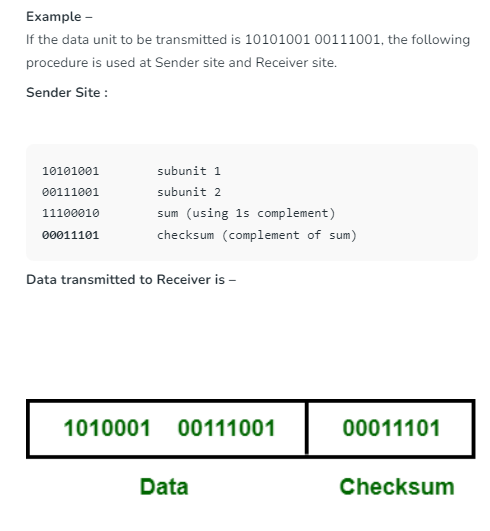 Example –
If the data unit to be transmitted is 10101001 00111001, the following
procedure is used at Sender site and Receiver site.
Sender Site :
10101001 subunit 1
00111001 subunit 2
11100010 sum (using 1s complement)
00011101 checksum (complement of sum)
Data transmitted to Receiver is –
1010001 00111001 00011101
Data Checksum